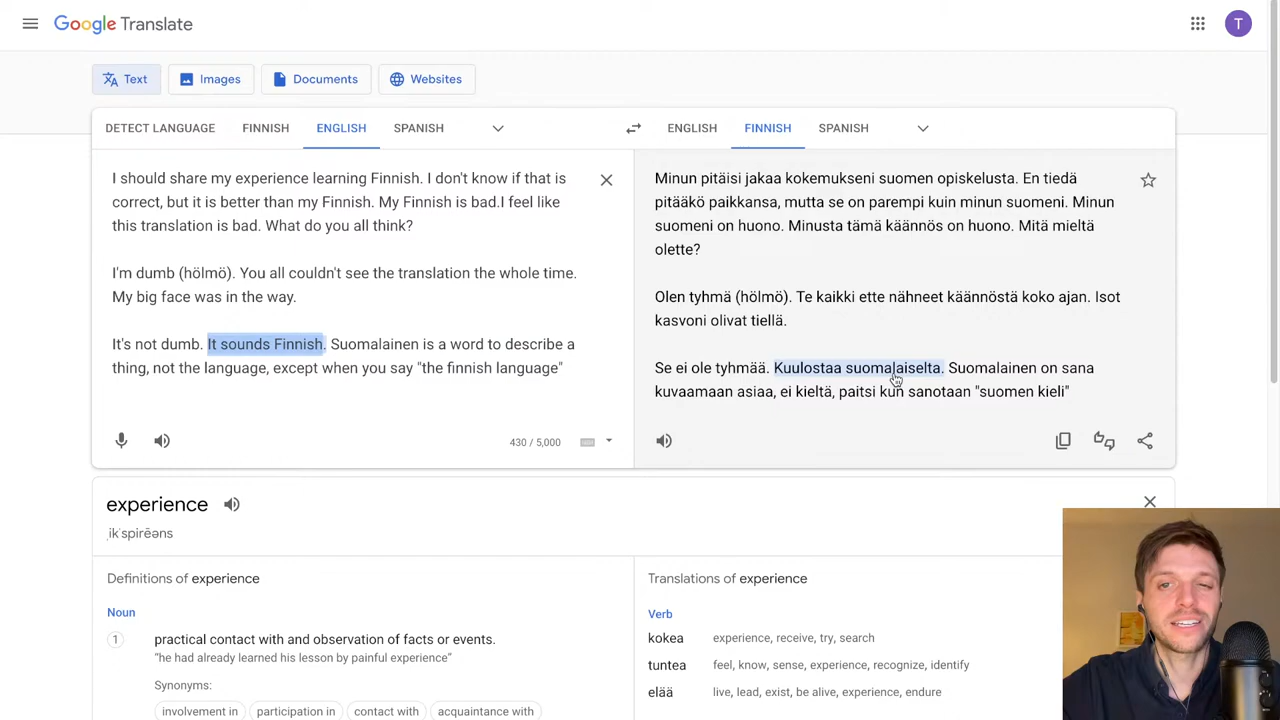 Google Translate
T
Text
Images
Documents
Websites
DETECT LANGUAGE
FINNISH
ENGLISH
SPANISH
ENGLISH
FINNISH
SPANISH
I should share my experience learning Finnish. I don't know if that is
correct, but it is better than my Finnish. My Finnish is bad.I feel like
this translation is bad. What do you all think?
I'm dumb (hölmö). You all couldn't see the translation the whole time.
My big face was in the way.
It's not dumb. It sounds Finnish. Suomalainen is a word to describe a
thing, not the language, except when you say "the finnish language"
430 / 5,000
Minun pitäisi jakaa kokemukseni suomen opiskelusta. En tiedä
pitääkö paikkansa, mutta se on parempi kuin minun suomeni. Minun
suomeni on huono. Minusta tämä käännös on huono. Mitä mieltä
olette?
Olen tyhmä (hölmö). Te kaikki ette nähneet käännöstä koko ajan. Isot
kasvoni olivat tiellä.
Se ei ole tyhmää. Kuulostaa suomalaiselta. Suomalainen on sana
kuvaamaan asiaa, ei kieltä, paitsi kun sanotaan "suomen kieli"
experience
ˌikˈspirēəns
Definitions of experience
Noun
1
practical contact with and observation of facts or events.
"he had already learned his lesson by painful experience"
Synonyms:
involvement in
participation in
contact with
acquaintance with
Translations of experience
Verb
kokea
experience, receive, try, search
tuntea
feel, know, sense, experience, recognize, identify
elää
live, lead, exist, be alive, experience, endure